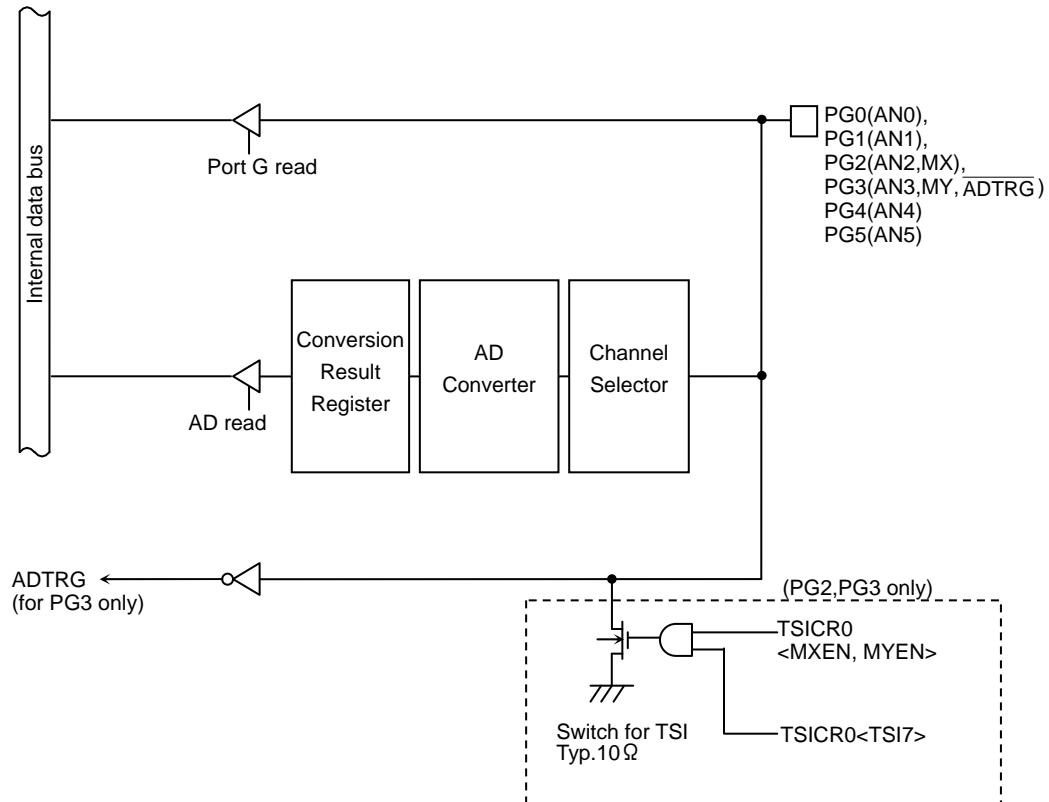 Internal data bus
Port G read
PG0(AN0),
PG1(AN1),
PG2(AN2,MX),
PG3(AN3,MY,ADTRG)
PG4(AN4)
PG5(AN5)
Conversion
Result
Register
AD
Converter
Channel
Selector
AD read
ADTRG
(for PG3 only)
(PG2,PG3 only)
TSICR0
<MXEN, MYEN>
Switch for TSI
Typ.10Ω
TSICR0<TSI7>